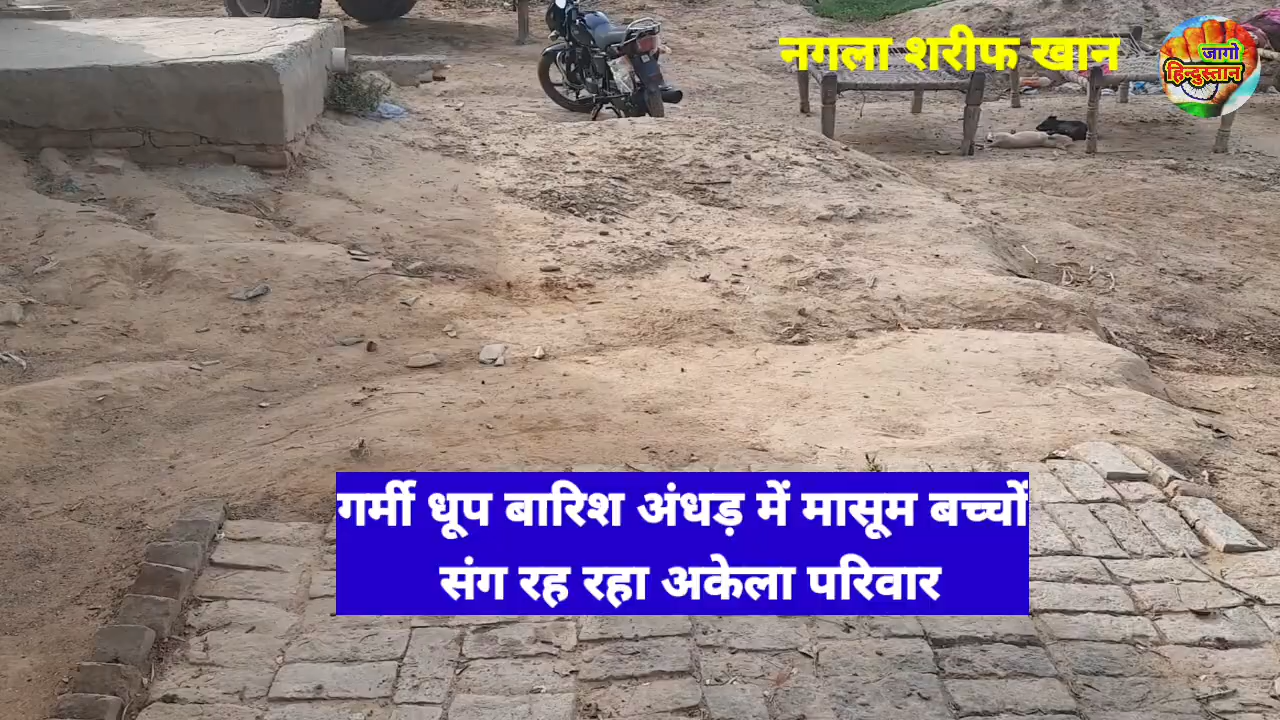 नगला शरीफ खान
जागो
हिन्दुस्तान
गर्मी धूप बारिश अंधड़ में मासूम बच्चों
संग रह रहा अकेला परिवार